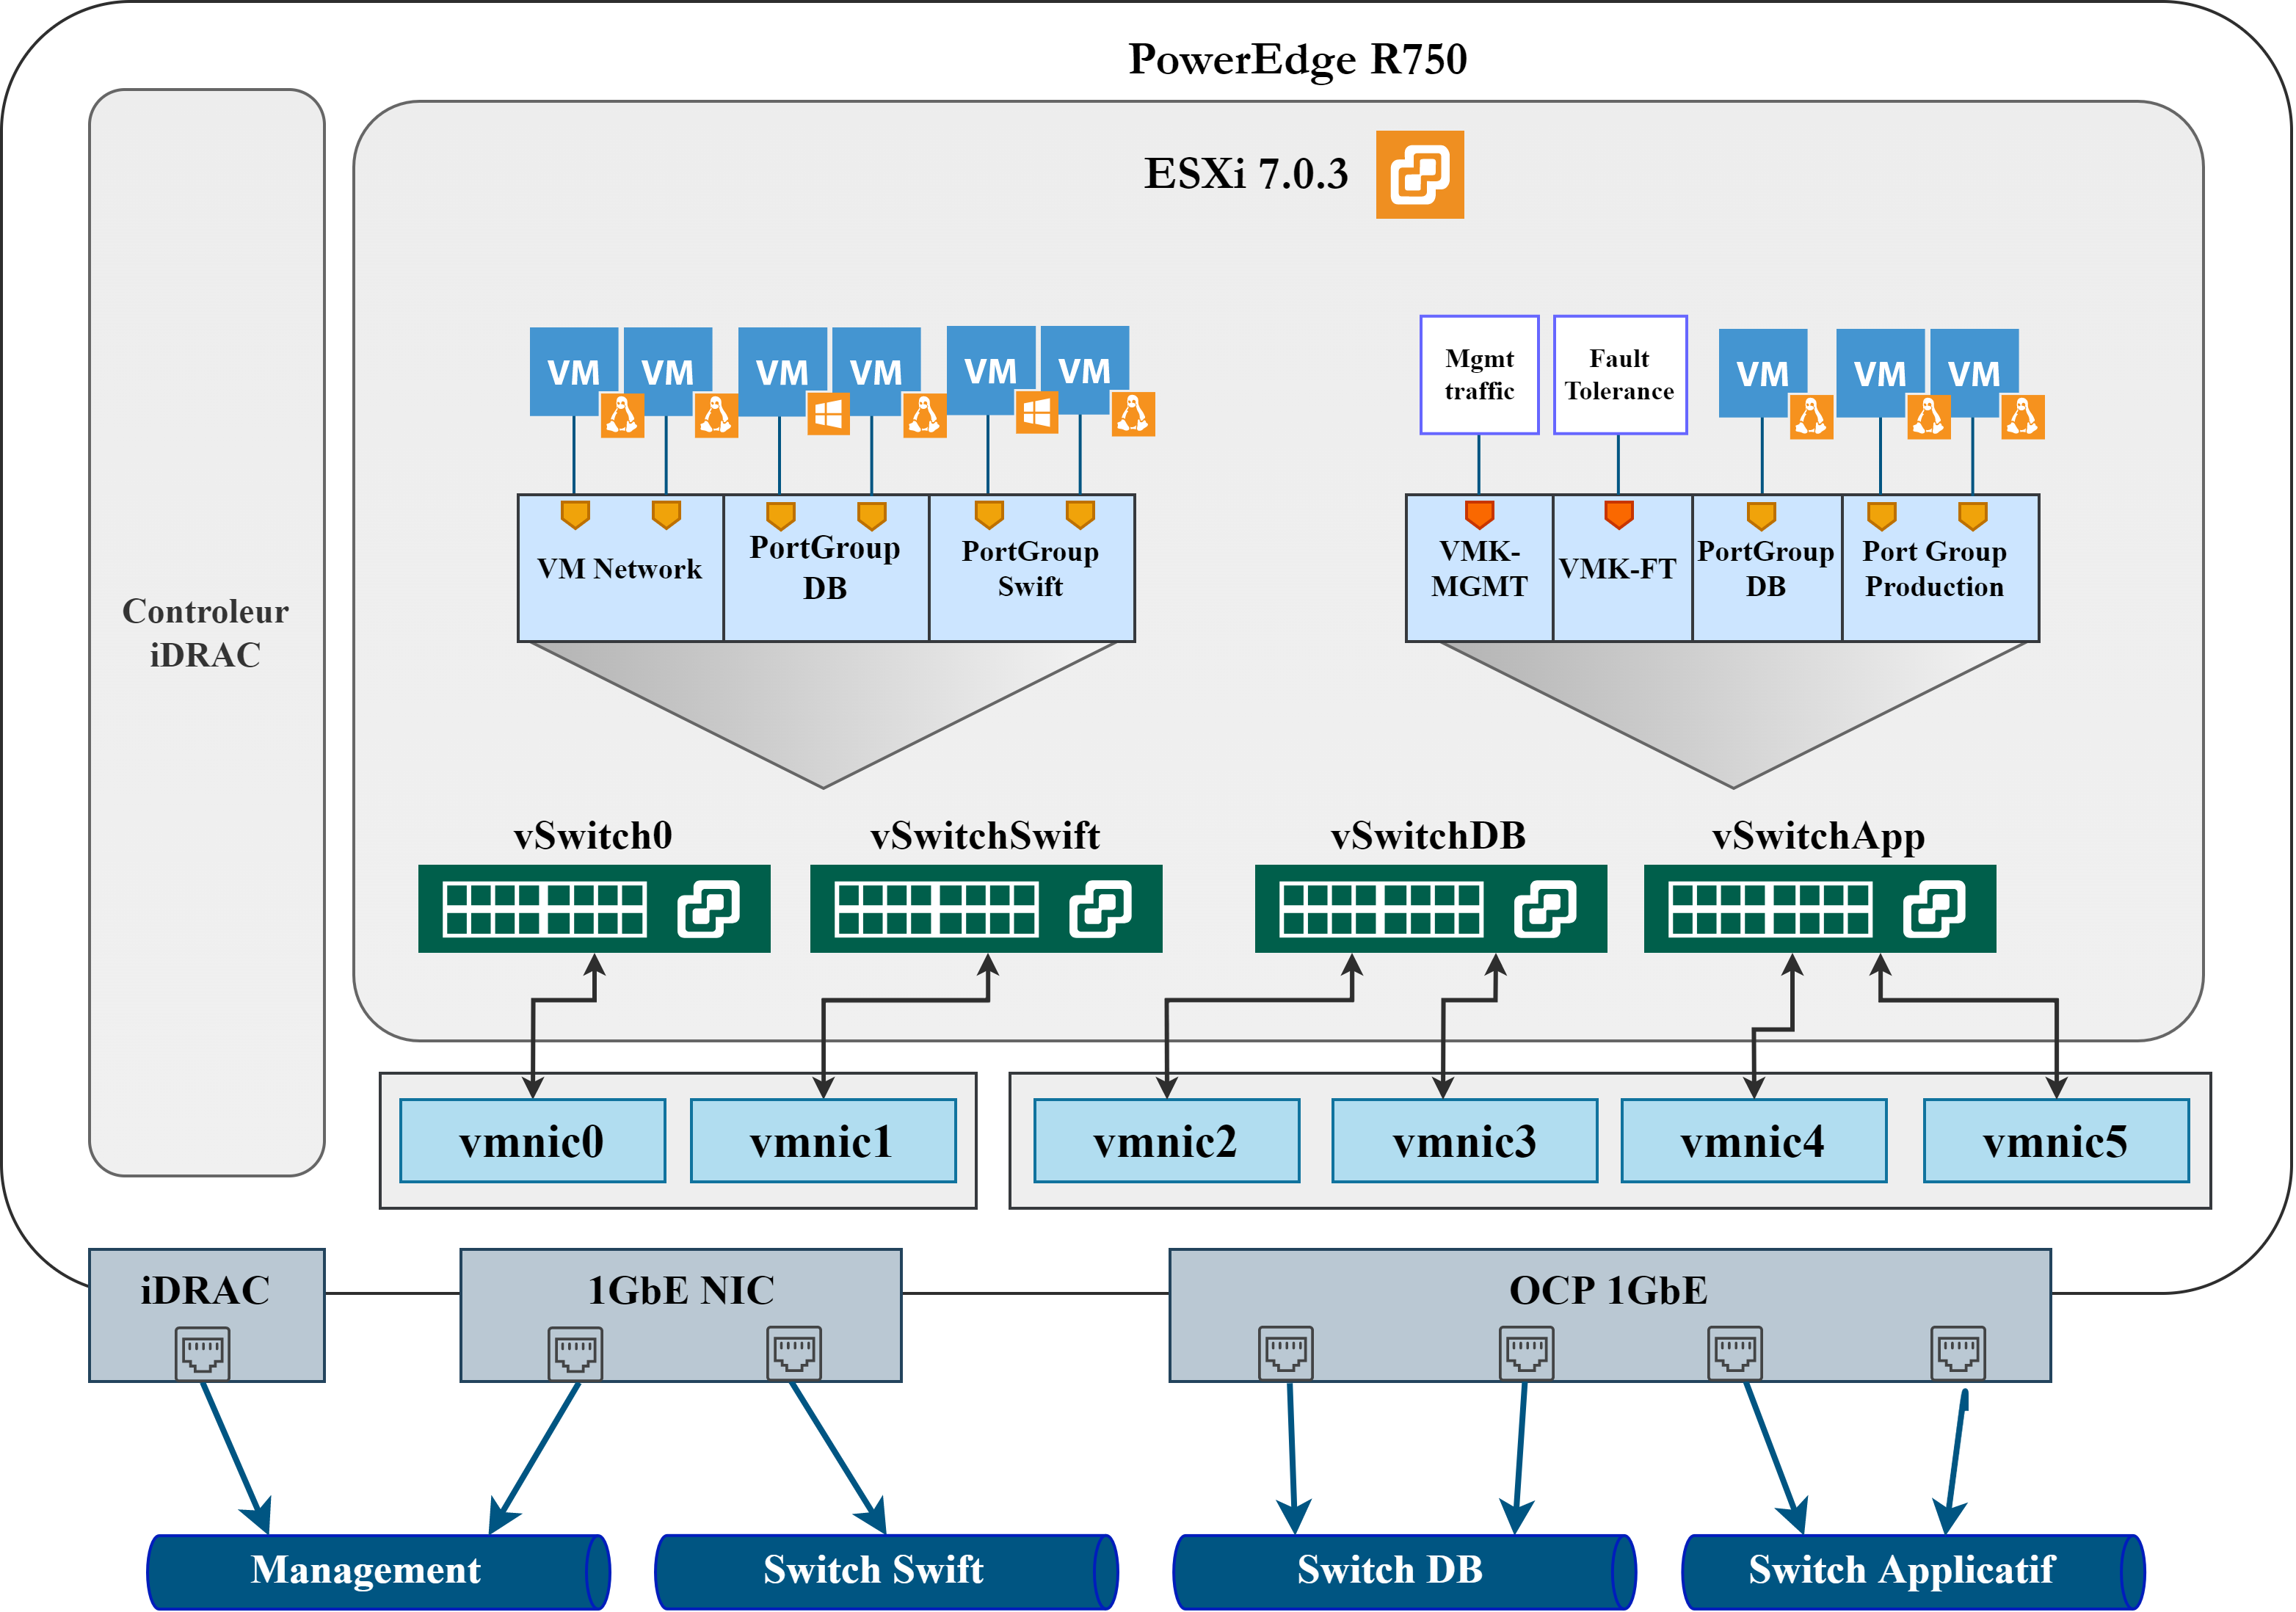 PowerEdge R750
ESXi 7.0.3
Controleur
iDRAC
VM
VM
VM
VM
VM
VM
Mgmt
traffic
Fault
Tolerance
VM
VM
VM
VM Network
PortGroup
DB
PortGroup
Swift
VMK-
MGMT
VMK-FT
PortGroup
DB
Port Group
Production
vSwitch0
vSwitchSwift
vSwitchDB
vSwitchApp
vmnic0
vmnic1
vmnic2
vmnic3
vmnic4
vmnic5
iDRAC
1GbE NIC
OCP 1GbE
Management
Switch Swift
Switch DB
Switch Applicatif